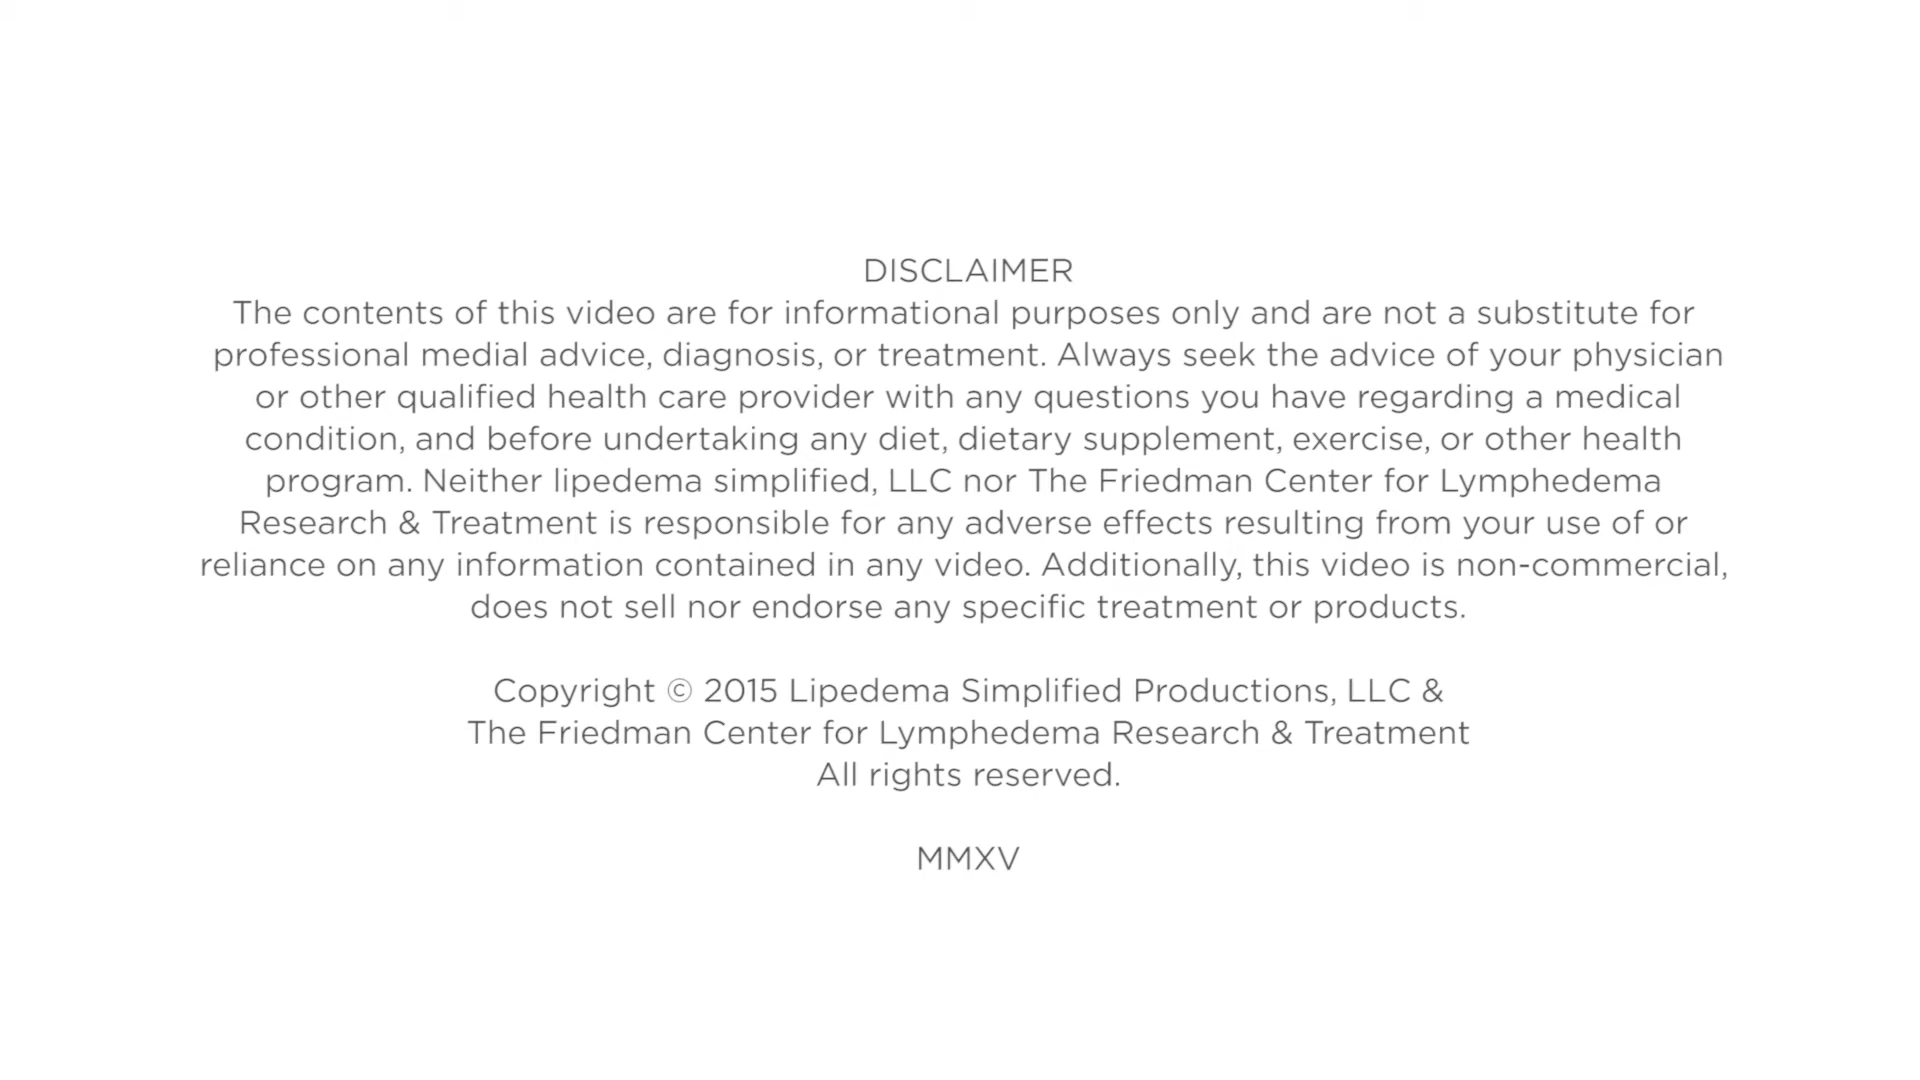 DISCLAIMER
The contents of this video are for informational purposes only and are not a substitute for
professional medial advice, diagnosis, or treatment. Always seek the advice of your physician
or other qualified health care provider with any questions you have regarding a medical
condition, and before undertaking any diet, dietary supplement, exercise, or other health
program. Neither lipedema simplified, LLC nor The Friedman Center for Lymphedema
Research & Treatment is responsible for any adverse effects resulting from your use of or
reliance on any information contained in any video. Additionally, this video is non-commercial,
does not sell nor endorse any specific treatment or products.
Copyright © 2015 Lipedema Simplified Productions, LLC &
The Friedman Center for Lymphedema Research & Treatment
All rights reserved.
MMXV